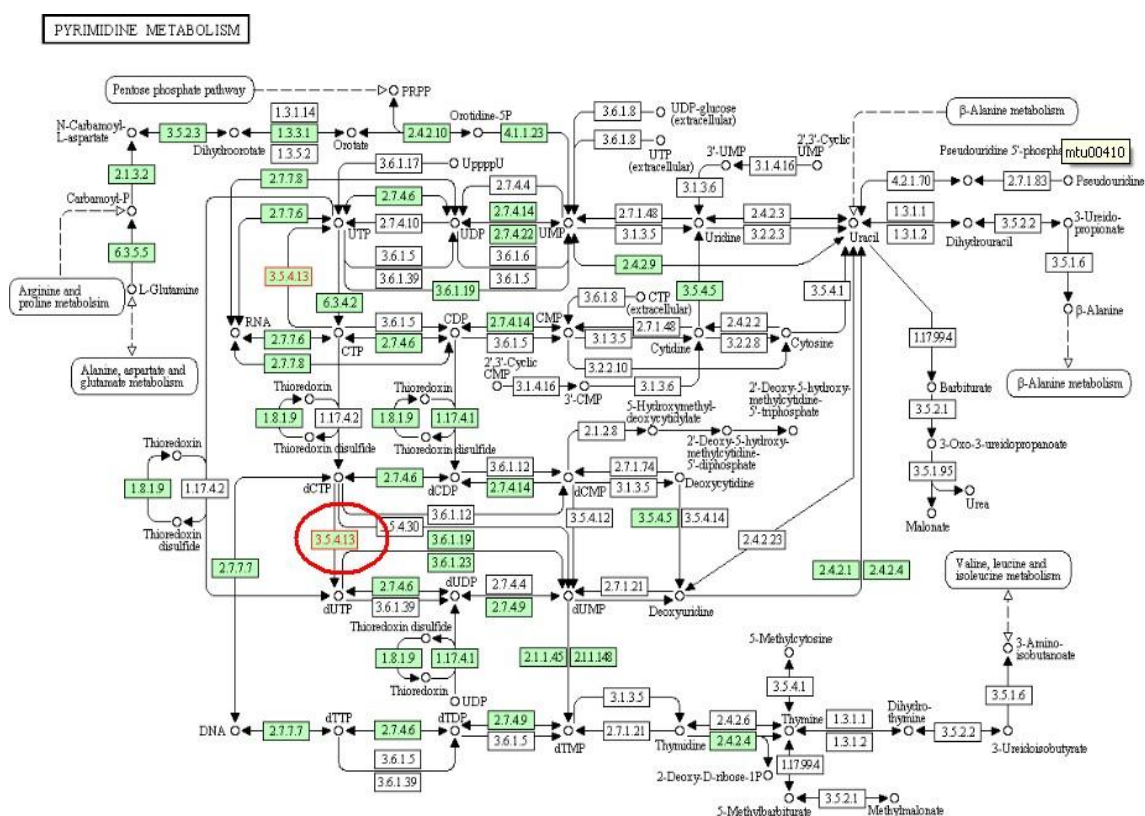 PYRIMIDINE METABOLISM
Pentose phosphate pathway
PRPP
3.6.1.8
UDP-glucose
(extracellular)
β-Alanine metabolism
1.3.1.14
N-Carbamoyl-
L-aspartate
3.5.2.3
1.3.3.1
2.4.2.10
Orotidine-5P
4.1.1.23
3.6.1.8
UTP
(extracellular)
2',3'-Cyclic
UMP
3'-UMP
3.1.4.16
Dihydroorotate
1.3.5.2
Orotate
Pseudouridine 5'-phospha
mtu00410
2.1.3.2
3.6.1.17
UppppU
2.7.7.8
2.7.4.6
2.7.4.4
3.1.3.6
4.2.1.70
2.7.1.83
Pseudouridine
Carbamoyl-P
2.7.7.6
UTP
2.7.4.10
UDP
2.7.4.14
2.7.4.22
UMP
2.7.1.48
3.1.3.5
Uridine
2.4.2.3
3.2.2.3
Uracil
1.3.1.1
1.3.1.2
Dihydrouracil
3.5.2.2
3-Ureido-
propionate
6.3.5.5
3.6.1.5
3.6.1.39
3.6.1.6
3.6.1.5
2.4.2.9
3.5.1.6
Arginine and
proline metabolsim
L-Glutamine
3.5.4.13
3.6.1.19
3.5.4.5
3.5.4.1
6.3.4.2
3.6.1.8
CTP
(extracellular)
β-Alanine
RNA
2.7.7.6
2.7.7.8
CTP
3.6.1.5
2.7.4.6
CDP
2.7.4.14
3.6.1.5
CMP
2.7.1.48
3.1.3.5
Cytidine
2.4.2.2
3.2.2.8
Cytosine
1.17.99.4
3.2.2.10
Alanine, aspartate and
glutamate metabolism
2',3'-Cyclic
CMP
3.1.4.16
3'-CMP
3.1.3.6
Barbiturate
β-Alanine metabolism
Thioredoxin
1.8.1.9
1.17.4.2
Thioredoxin disulfide
Thioredoxin
1.8.1.9
1.17.4.1
Thioredoxin disulfide
5-Hydroxymethyl-
deoxycytidylate
2'-Deoxy-5-hydroxy-
methylcytidine-
5'-triphosphate
2.1.2.8
2'-Deoxy-5-hydroxy-
methylcytidine-
5'-diphosphate
3.5.2.1
3-Oxo-3-ureidopropanoate
Thioredoxin
1.8.1.9
1.17.4.2
Thioredoxin
disulfide
dCTP
2.7.4.6
dCDP
3.6.1.12
2.7.4.14
dCMP
2.7.1.74
3.1.3.5
Deoxycytidine
3.5.1.95
Urea
Malonate
3.6.1.12
3.5.4.30
3.5.4.12
3.5.4.5
3.5.4.14
3.5.4.13
3.6.1.19
3.6.1.23
2.4.2.23
2.7.7.7
2.4.2.1
2.4.2.4
Valine, leucine and
isoleucine metabolism
dUTP
2.7.4.6
3.6.1.39
dUDP
2.7.4.4
2.7.4.9
dUMP
2.7.1.21
Deoxyuridine
Thioredoxin disulfide
1.8.1.9
1.17.4.1
Thioredoxin
UDP
2.1.1.45
2.1.1.148
5-Methylcytosine
3.5.4.1
3-Amino-
isobutanoate
3.5.1.6
DNA
2.7.7.7
dTTP
2.7.4.6
dTDP
2.7.4.9
3.6.1.5
dTMP
3.1.3.5
2.7.1.21
Thymidine
2.4.2.6
2.4.2.4
Thymine
1.3.1.1
1.3.1.2
Dihydro-
thymine
3.5.2.2
3-Ureidoisobutyrate
3.6.1.5
3.6.1.39
2-Deoxy-D-ribose-1P
1.17.99.4
5-Methylbarbiturate
3.5.2.1
Methylmalonate